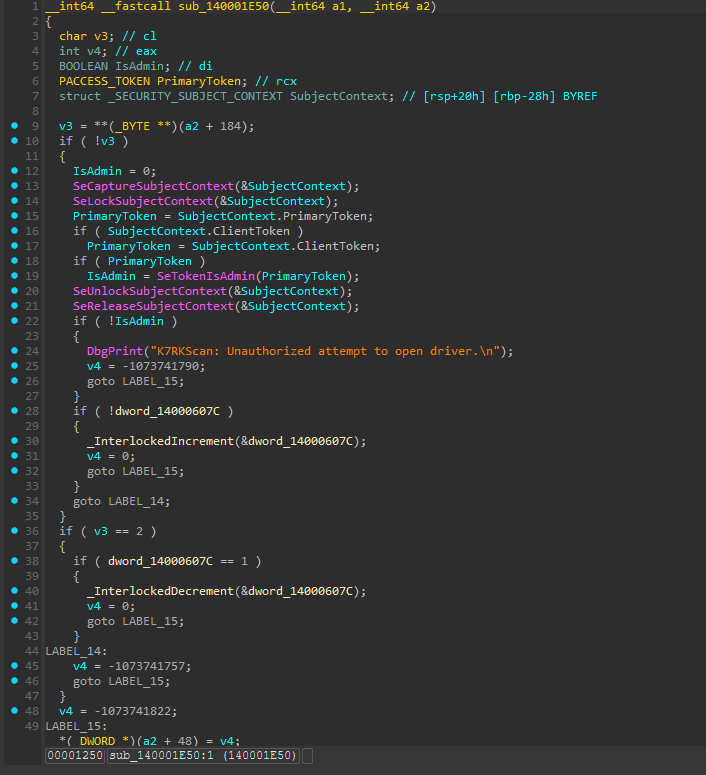 1 __int64 __fastcall sub_140001E50(__int64 a1, __int64 a2)
2 {
3 char v3; // cl
4 int v4; // eax
5 BOOLEAN IsAdmin; // di
6 PACCESS_TOKEN PrimaryToken; // rcx
7 struct _SECURITY_SUBJECT_CONTEXT SubjectContext; // [rsp+20h] [rbp-28h] BYREF
8
9 v3 = **(_BYTE **)(a2 + 184);
10 if ( !v3 )
11 {
12 IsAdmin = 0;
13 SeCaptureSubjectContext(&SubjectContext);
14 SeLockSubjectContext(&SubjectContext);
15 PrimaryToken = SubjectContext.PrimaryToken;
16 if ( SubjectContext.ClientToken )
17 PrimaryToken = SubjectContext.ClientToken;
18 if ( PrimaryToken )
19 IsAdmin = SeTokenIsAdmin(PrimaryToken);
20 SeUnlockSubjectContext(&SubjectContext);
21 SeReleaseSubjectContext(&SubjectContext);
22 if ( !IsAdmin )
23 {
24 DbgPrint("K7RKScan: Unauthorized attempt to open driver.\n");
25 v4 = -1073741790;
26 goto LABEL_15;
27 }
28 if ( !dword_14000607C )
29 {
30 _InterlockedIncrement(&dword_14000607C);
31 v4 = 0;
32 goto LABEL_15;
33 }
34 goto LABEL_14;
35 }
36 if ( v3 == 2 )
37 {
38 if ( dword_14000607C == 1 )
39 {
40 _InterlockedDecrement(&dword_14000607C);
41 v4 = 0;
42 goto LABEL_15;
43 }
44 LABEL_14:
45 v4 = -1073741757;
46 goto LABEL_15;
47 }
48 v4 = -1073741822;
49 LABEL_15:
*(_DWORD *)(a2 + 48) = v4;
00001250 sub_140001E50:1 (140001E50)